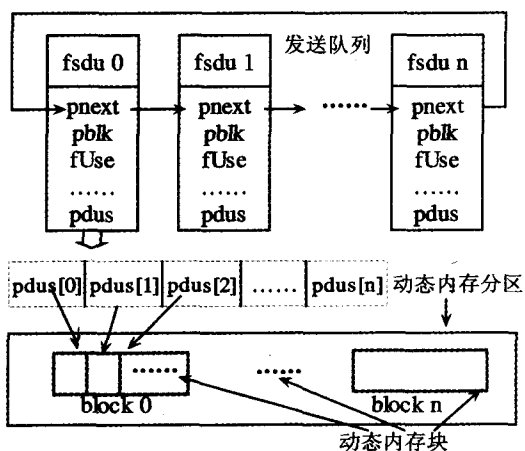 发送队列
fsdu 0 fsdu 1 fsdu n
pnext pnext …… pnext
pblk pblk pblk
fUse fUse fUse
…… …… ……
pdus pdus pdus
pdus[0] pdus[1] pdus[2] …… pdus[n] 动态内存分区
…… ……
block 0 block n
动态内存块